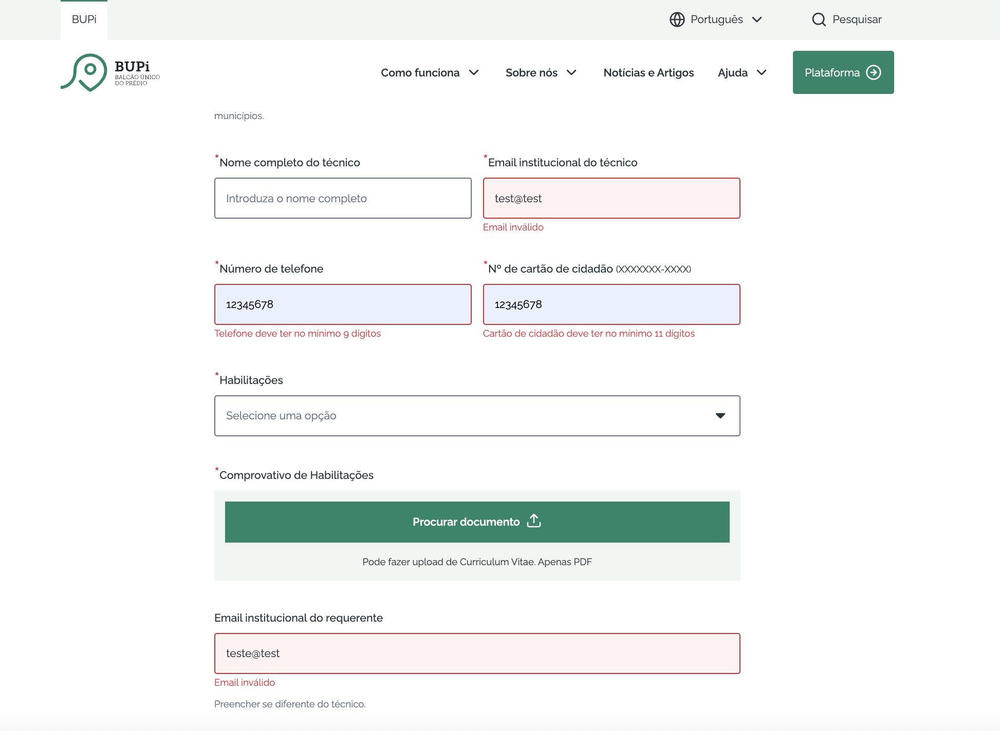 BUPi
Português
Pesquisar
BUPi
BALCÃO ÚNICO
DO PRÉDIO
Como funciona
Sobre nós
Notícias e Artigos
Ajuda
Plataforma
municípios.
*Nome completo do técnico
*Email institucional do técnico
Introduza o nome completo
test@test
Email inválido
*Número de telefone
*Nº de cartão de cidadão (XXXXXXX-XXXX)
12345678
12345678
Telefone deve ter no mínimo 9 dígitos
Cartão de cidadão deve ter no mínimo 11 dígitos
*Habilitações
Selecione uma opção
*Comprovativo de Habilitações
Procurar documento
Pode fazer upload de Curriculum Vitae. Apenas PDF
Email institucional do requerente
teste@test
Email inválido
Preencher se diferente do técnico.